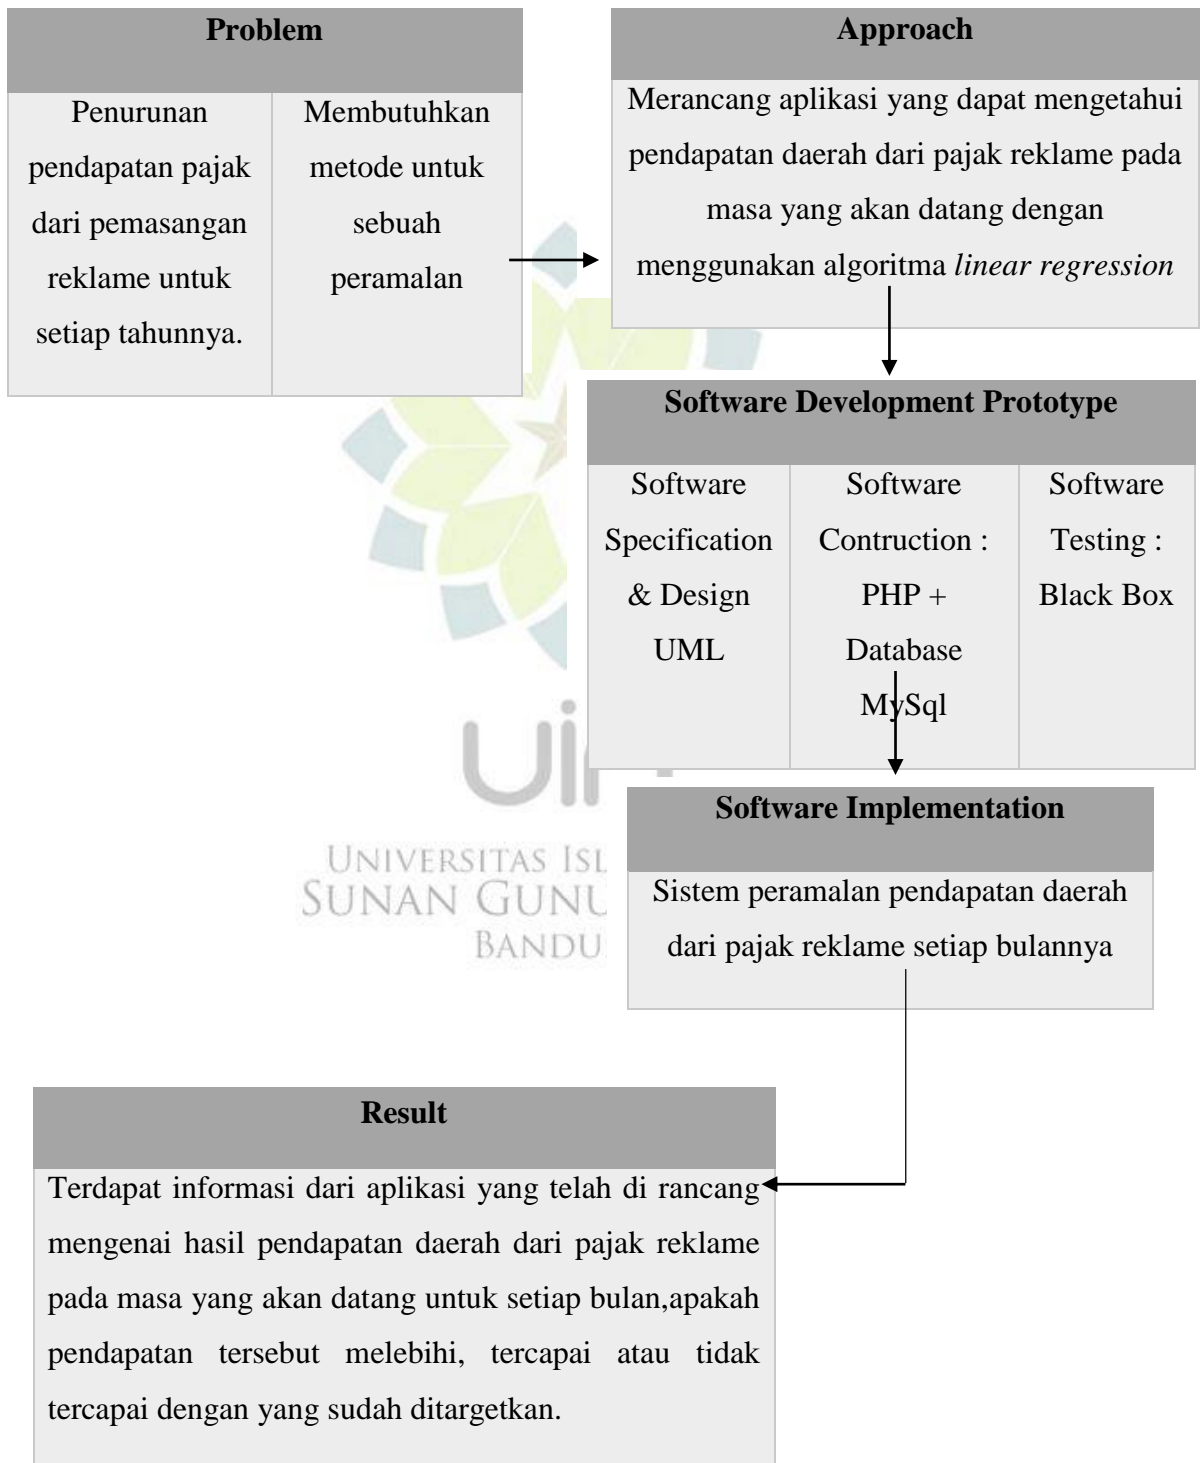 Problem
Penurunan
pendapatan pajak
dari pemasangan
reklame untuk
setiap tahunnya.
Membutuhkan
metode untuk
sebuah
peramalan
Approach
Merancang aplikasi yang dapat mengetahui
pendapatan daerah dari pajak reklame pada
masa yang akan datang dengan
menggunakan algoritma linear regression
Software Development Prototype
Software
Specification
& Design
UML
Software
Contruction :
PHP +
Database
MySql
Software
Testing :
Black Box
Software Implementation
Sistem peramalan pendapatan daerah
dari pajak reklame setiap bulannya
UNIVERSITAS
SUNAN
Result
Terdapat informasi dari aplikasi yang telah di rancang
mengenai hasil pendapatan daerah dari pajak reklame
pada masa yang akan datang untuk setiap bulan,apakah
pendapatan tersebut melebihi, tercapai atau tidak
tercapai dengan yang sudah ditargetkan.